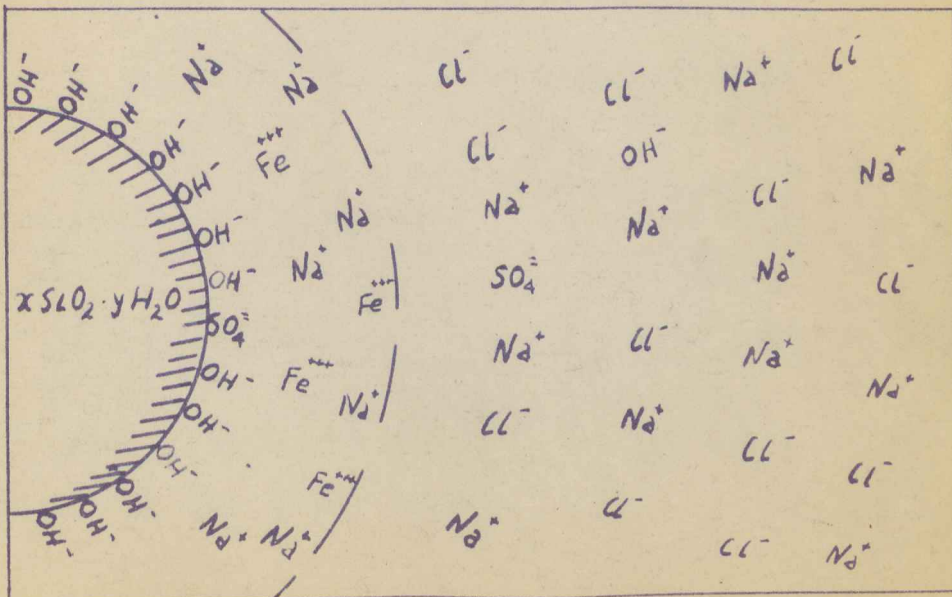 OH⁻ OH⁻ OH⁻ OH⁻ OH⁻ OH⁻ OH⁻ SO₄⁼ OH⁻ OH⁻ OH⁻ OH⁻ OH⁻ OH⁻
xSiO₂·yH₂O
Na⁺ Na⁺
Fe⁺⁺⁺
Na⁺
Na⁺ Fe⁺⁺⁺
Fe⁺⁺⁺ Na⁺
Fe⁺⁺⁺
Na⁺ Na⁺
Cl⁻ Cl⁻ Na⁺ Cl⁻
Cl⁻ OH⁻ Na⁺
Na⁺ Na⁺ Cl⁻
SO₄⁼ Na⁺ Cl⁻
Na⁺ Cl⁻ Na⁺ Na⁺
Cl⁻ Na⁺ Cl⁻ Cl⁻
Na⁺ Cl⁻ Cl⁻ Na⁺